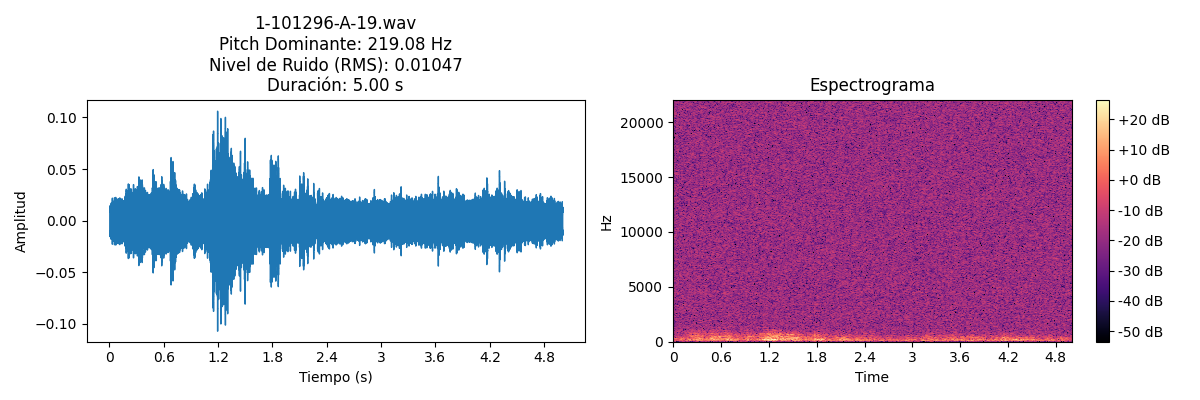 1-101296-A-19.wav
Pitch Dominante: 219.08 Hz
Nivel de Ruido (RMS): 0.01047
Duración: 5.00 s
Amplitud
0.10
0.05
0.00
−0.05
−0.10
0 0.6 1.2 1.8 2.4 3 3.6 4.2 4.8
Tiempo (s)
Espectrograma
Hz
20000
15000
10000
5000
0
0 0.6 1.2 1.8 2.4 3 3.6 4.2 4.8
Time
+20 dB
+10 dB
+0 dB
-10 dB
-20 dB
-30 dB
-40 dB
-50 dB